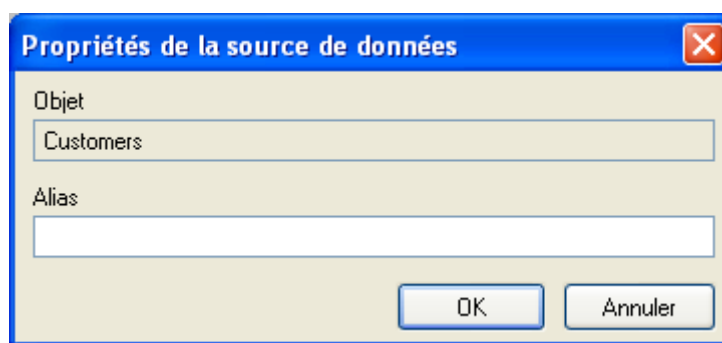 Propriétés de la source de données
Objet
Customers
Alias
OK Annuler